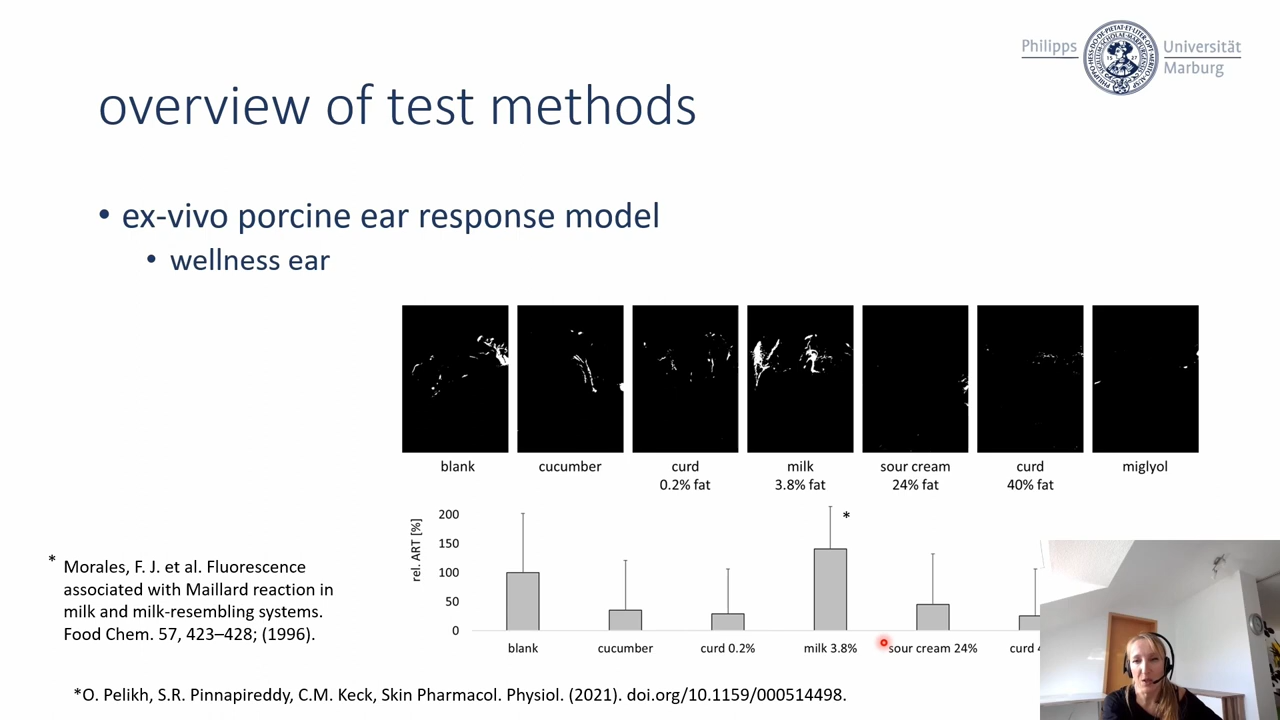 Philipps
Universität
Marburg
overview of test methods
• ex-vivo porcine ear response model
• wellness ear
blank
cucumber
curd
0.2% fat
milk
3.8% fat
sour cream
24% fat
curd
40% fat
miglyol
rel. ART [%]
200
150
100
50
0
*
blank
cucumber
curd 0.2%
milk 3.8%
sour cream 24%
curd
* Morales, F. J. et al. Fluorescence
associated with Maillard reaction in
milk and milk-resembling systems.
Food Chem. 57, 423–428; (1996).
*O. Pelikh, S.R. Pinnapireddy, C.M. Keck, Skin Pharmacol. Physiol. (2021). doi.org/10.1159/000514498.